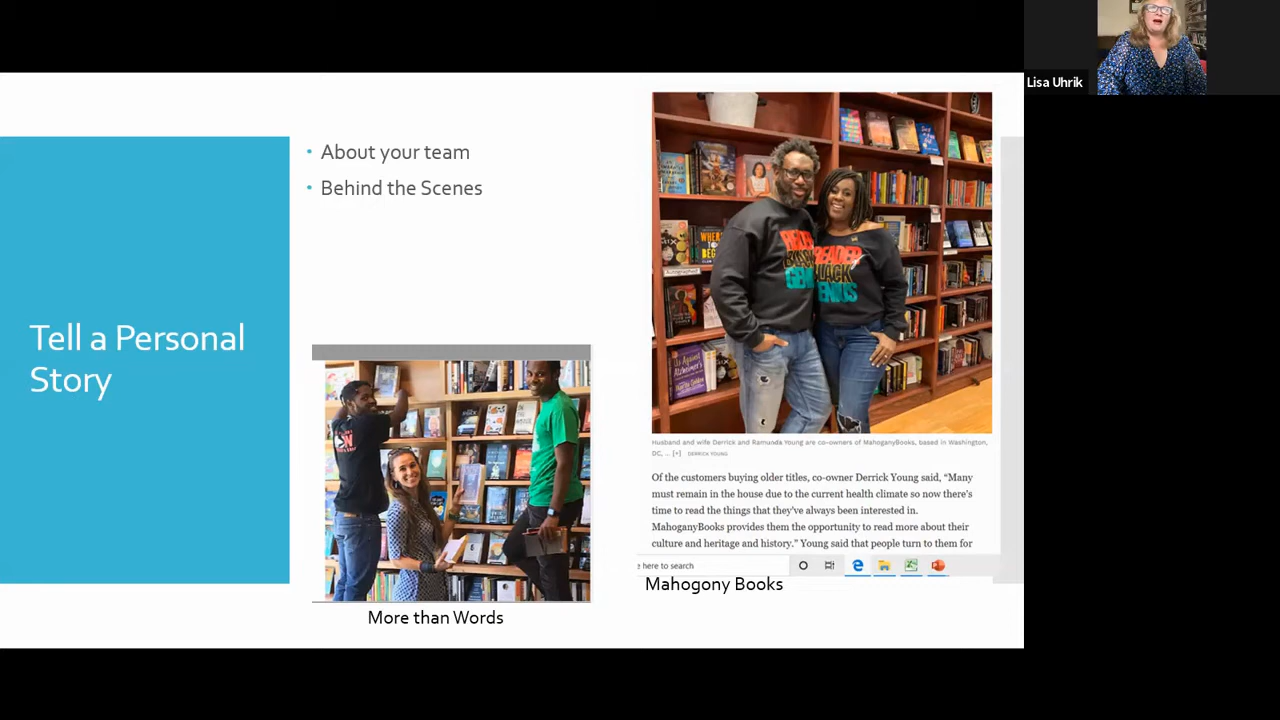 Lisa Uhrik
Tell a Personal
Story
• About your team
• Behind the Scenes
More than Words
READER
BLACK
GENIUS
Husband and wife Derrick and Ramunda Young are co-owners of MahoganyBooks, based in Washington,
DC, ... [+] DERRICK YOUNG
Of the customers buying older titles, co-owner Derrick Young said, “Many
must remain in the house due to the current health climate so now there's
time to read the things that they've always been interested in.
MahoganyBooks provides them the opportunity to read more about their
culture and heritage and history.” Young said that people turn to them for
e here to search
Mahogony Books